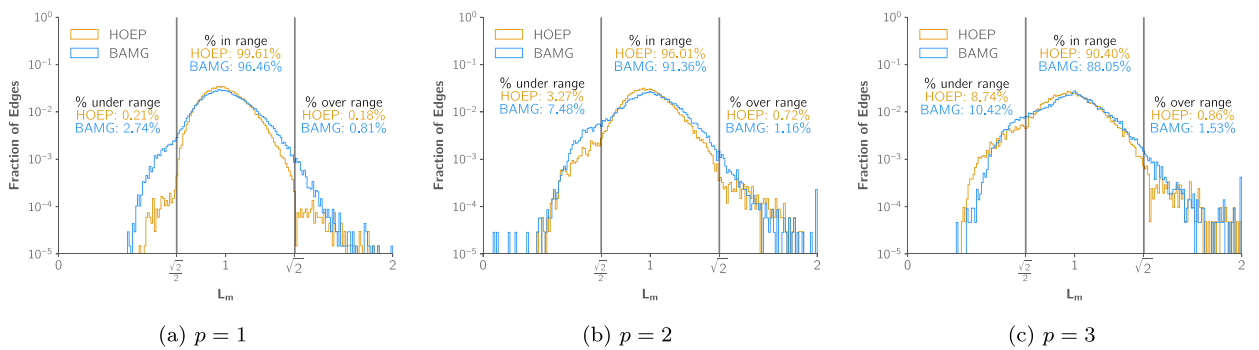 10^0
10^{-1}
10^{-2}
10^{-3}
10^{-4}
10^{-5}
Fraction of Edges
HOEP
BAMG
% in range
HOEP: 99.61%
BAMG: 96.46%
% under range
HOEP: 0.21%
BAMG: 2.74%
% over range
HOEP: 0.18%
BAMG: 0.81%
0
√2/2
1
√2
2
L_m
(a) p = 1
10^0
10^{-1}
10^{-2}
10^{-3}
10^{-4}
10^{-5}
Fraction of Edges
HOEP
BAMG
% in range
HOEP: 96.01%
BAMG: 91.36%
% under range
HOEP: 3.27%
BAMG: 7.48%
% over range
HOEP: 0.72%
BAMG: 1.16%
0
√2/2
1
√2
2
L_m
(b) p = 2
10^0
10^{-1}
10^{-2}
10^{-3}
10^{-4}
10^{-5}
Fraction of Edges
HOEP
BAMG
% in range
HOEP: 90.40%
BAMG: 88.05%
% under range
HOEP: 8.74%
BAMG: 10.42%
% over range
HOEP: 0.86%
BAMG: 1.53%
0
√2/2
1
√2
2
L_m
(c) p = 3